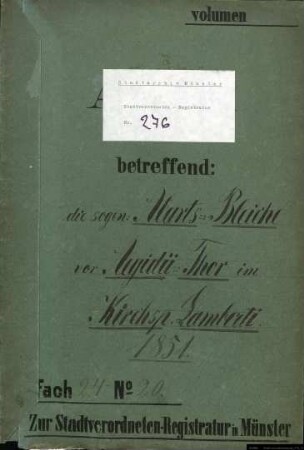 volumen
3
A
Stadtarchiv Münster
Stadtverordneten - Registratur
Nr. 276
betreffend:
die sogen. Bleiche
vor Aegidii=Thor im
Kirchsp. Lamberti.
1851.
Fach 24 No 20.
Zur Stadtverordneten-Registratur in Münster